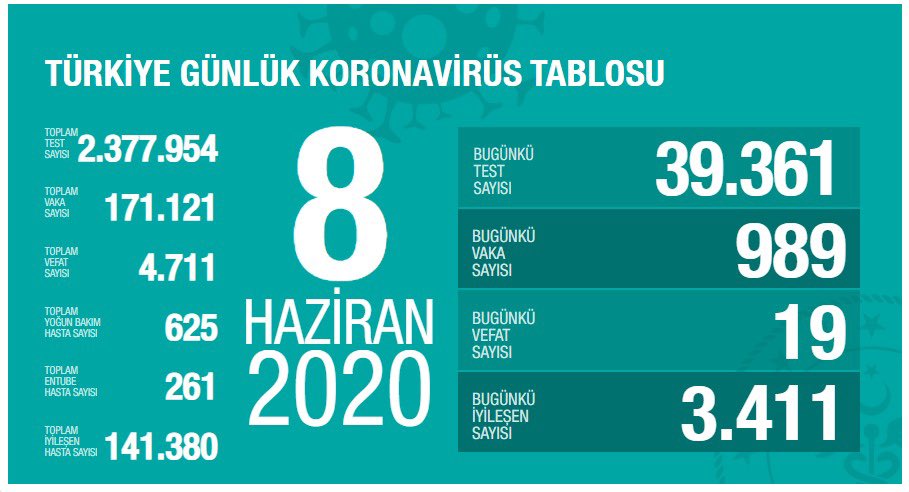 TÜRKİYE GÜNLÜK KORONAVİRÜS TABLOSU
TOPLAM
TEST
SAYISI 2.377.954
TOPLAM
VAKA
SAYISI 171.121
TOPLAM
VEFAT
SAYISI 4.711
TOPLAM
YOĞUN BAKIM
HASTA SAYISI 625
TOPLAM
ENTUBE
HASTA SAYISI 261
TOPLAM
İYİLEŞEN
HASTA SAYISI 141.380
8
HAZİRAN
2020
BUGÜNKÜ
TEST
SAYISI 39.361
BUGÜNKÜ
VAKA
SAYISI 989
BUGÜNKÜ
VEFAT
SAYISI 19
BUGÜNKÜ
İYİLEŞEN
SAYISI 3.411